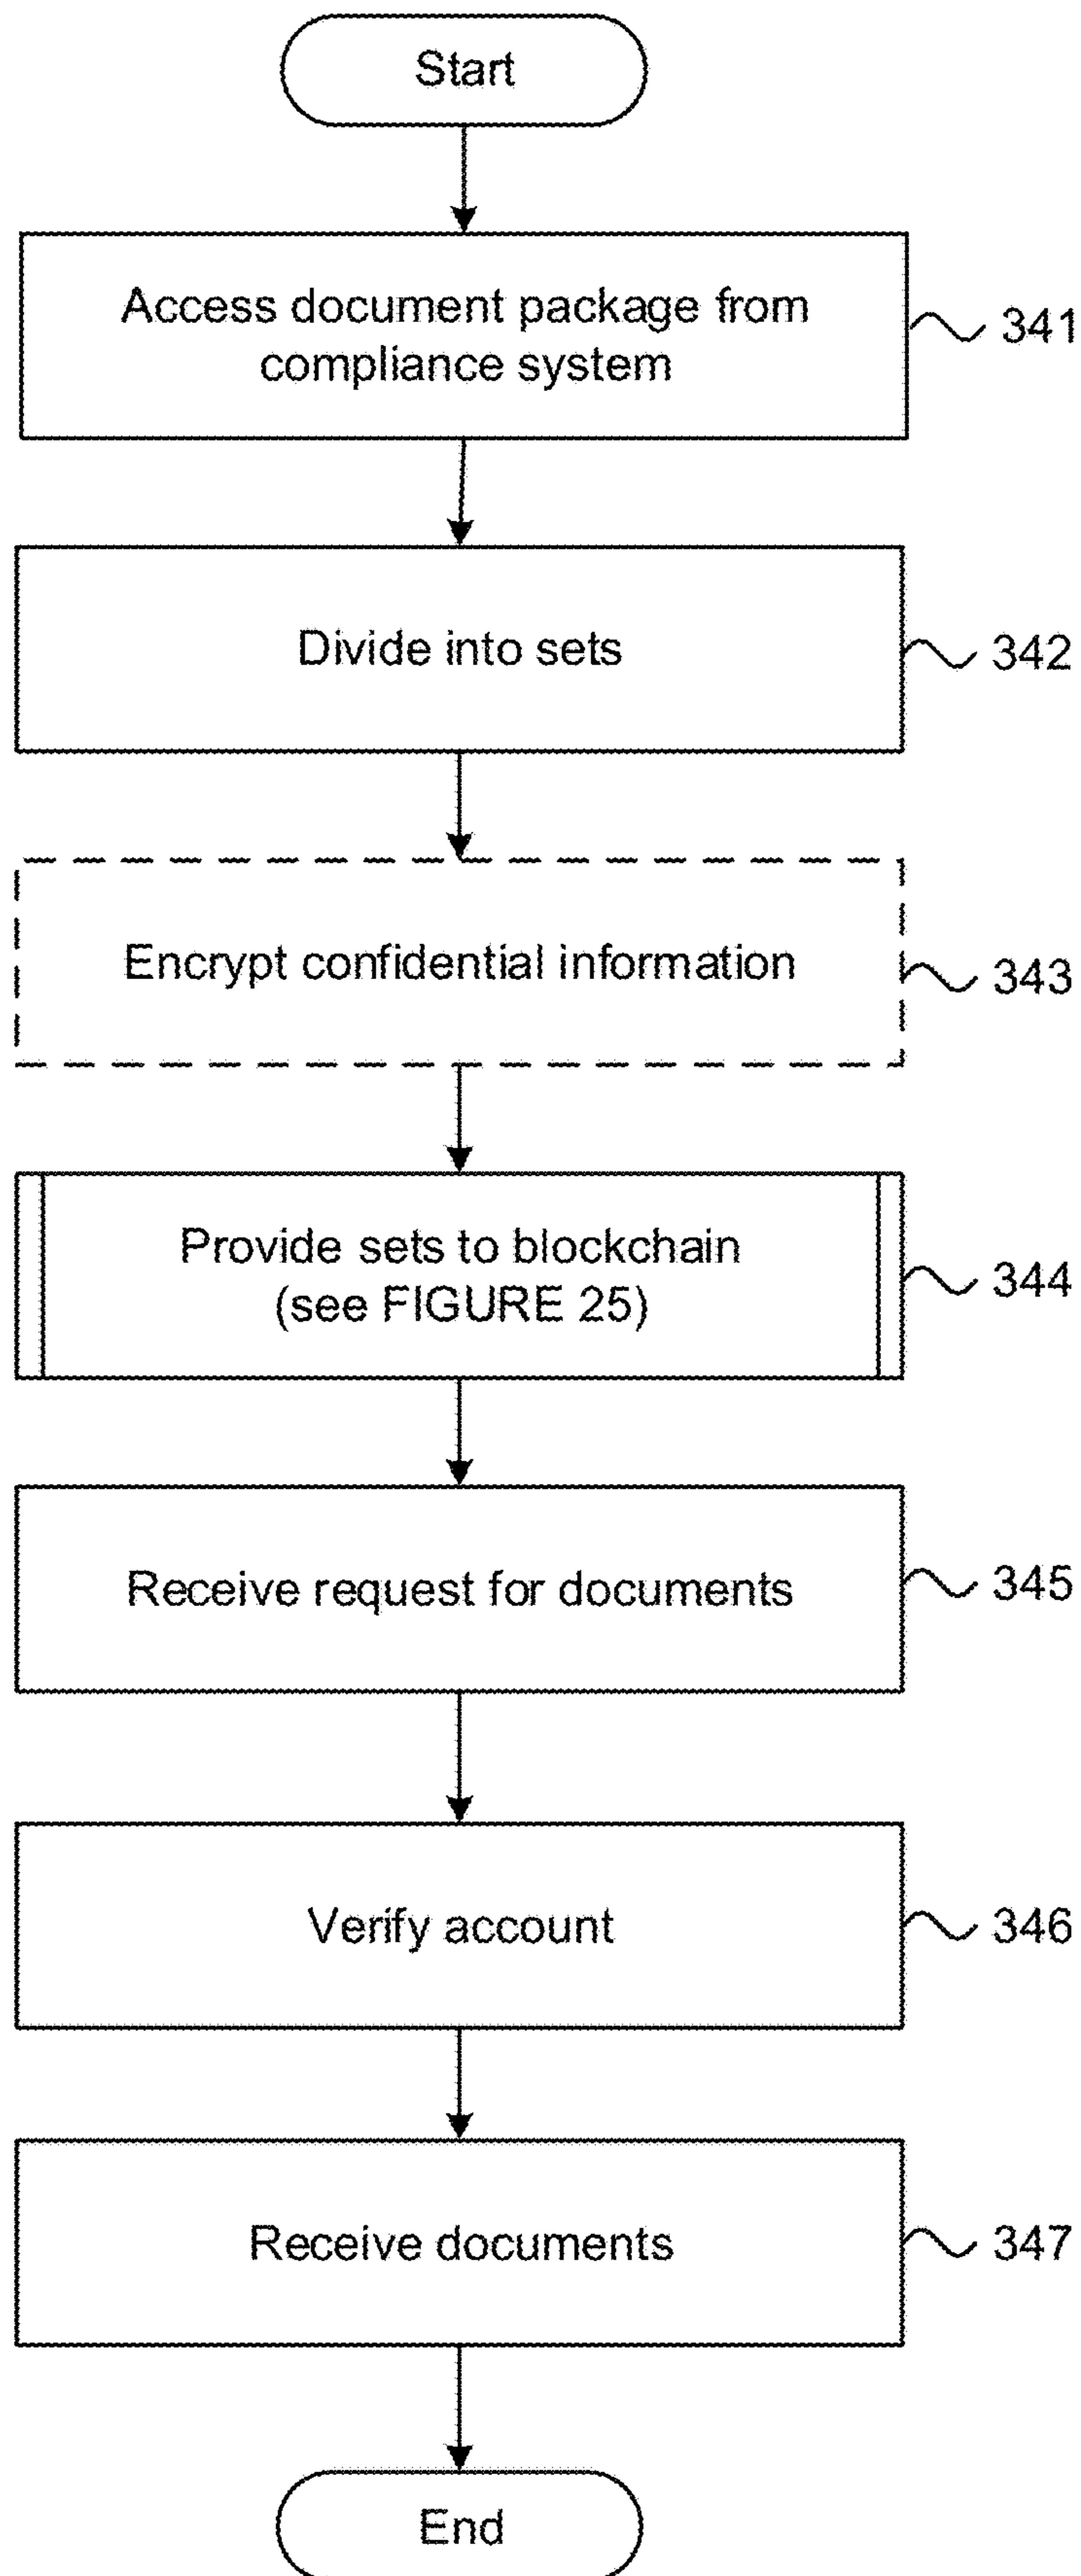 Start
Access document package from
compliance system
341
Divide into sets
342
Encrypt confidential information
343
Provide sets to blockchain
(see FIGURE 25)
344
Receive request for documents
345
Verify account
346
Receive documents
347
End